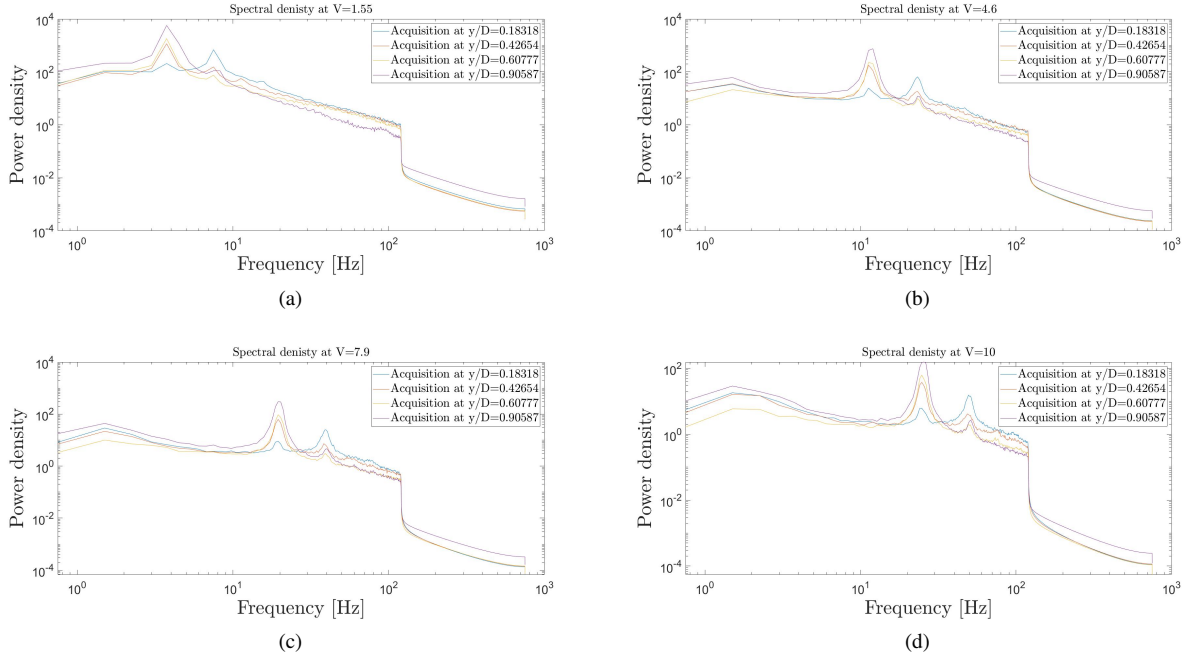 Spectral denisty at V=1.55
10^4
10^2
10^0
10^-2
10^-4
Power density
10^0
10^1
10^2
10^3
Frequency [Hz]
Acquisition at y/D=0.18318
Acquisition at y/D=0.42654
Acquisition at y/D=0.60777
Acquisition at y/D=0.90587
(a)
Spectral denisty at V=4.6
10^4
10^2
10^0
10^-2
10^-4
Power density
10^0
10^1
10^2
10^3
Frequency [Hz]
Acquisition at y/D=0.18318
Acquisition at y/D=0.42654
Acquisition at y/D=0.60777
Acquisition at y/D=0.90587
(b)
Spectral denisty at V=7.9
10^4
10^2
10^0
10^-2
10^-4
Power density
10^0
10^1
10^2
10^3
Frequency [Hz]
Acquisition at y/D=0.18318
Acquisition at y/D=0.42654
Acquisition at y/D=0.60777
Acquisition at y/D=0.90587
(c)
Spectral denisty at V=10
10^2
10^0
10^-2
10^-4
Power density
10^0
10^1
10^2
10^3
Frequency [Hz]
Acquisition at y/D=0.18318
Acquisition at y/D=0.42654
Acquisition at y/D=0.60777
Acquisition at y/D=0.90587
(d)